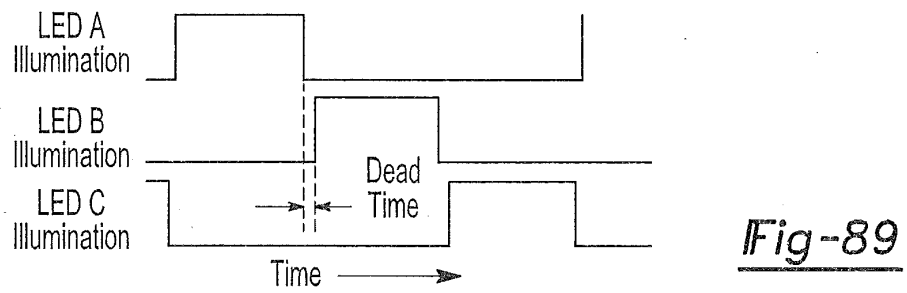 LED A
Illumination
LED B
Illumination
Dead
Time
LED C
Illumination
Time
Fig-89